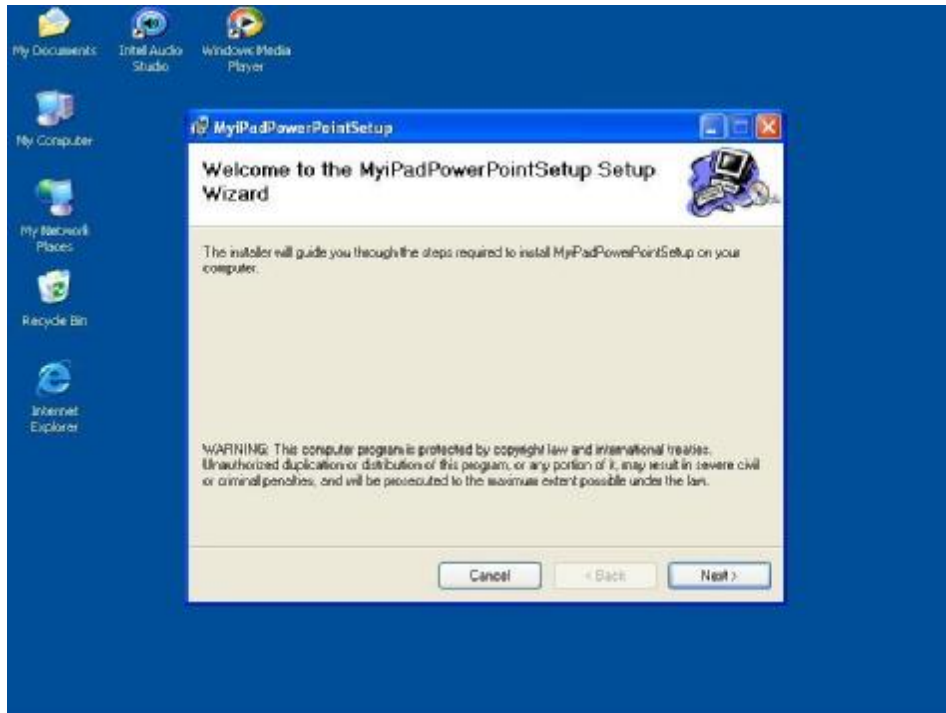 My Documents
Intel Audio
Studio
Windows Media
Player
My Computer
My Network
Places
Recycle Bin
Internet
Explorer
MyiPadPowerPointSetup
Welcome to the MyiPadPowerPointSetup Setup
Wizard
The installer will guide you through the steps required to install MyiPadPowerPointSetup on your
computer.
WARNING: This computer program is protected by copyright law and international treaties.
Unauthorized duplication or distribution of this program, or any portion of it, may result in severe civil
or criminal penalties, and will be prosecuted to the maximum extent possible under the law.
Cancel
< Back
Next >